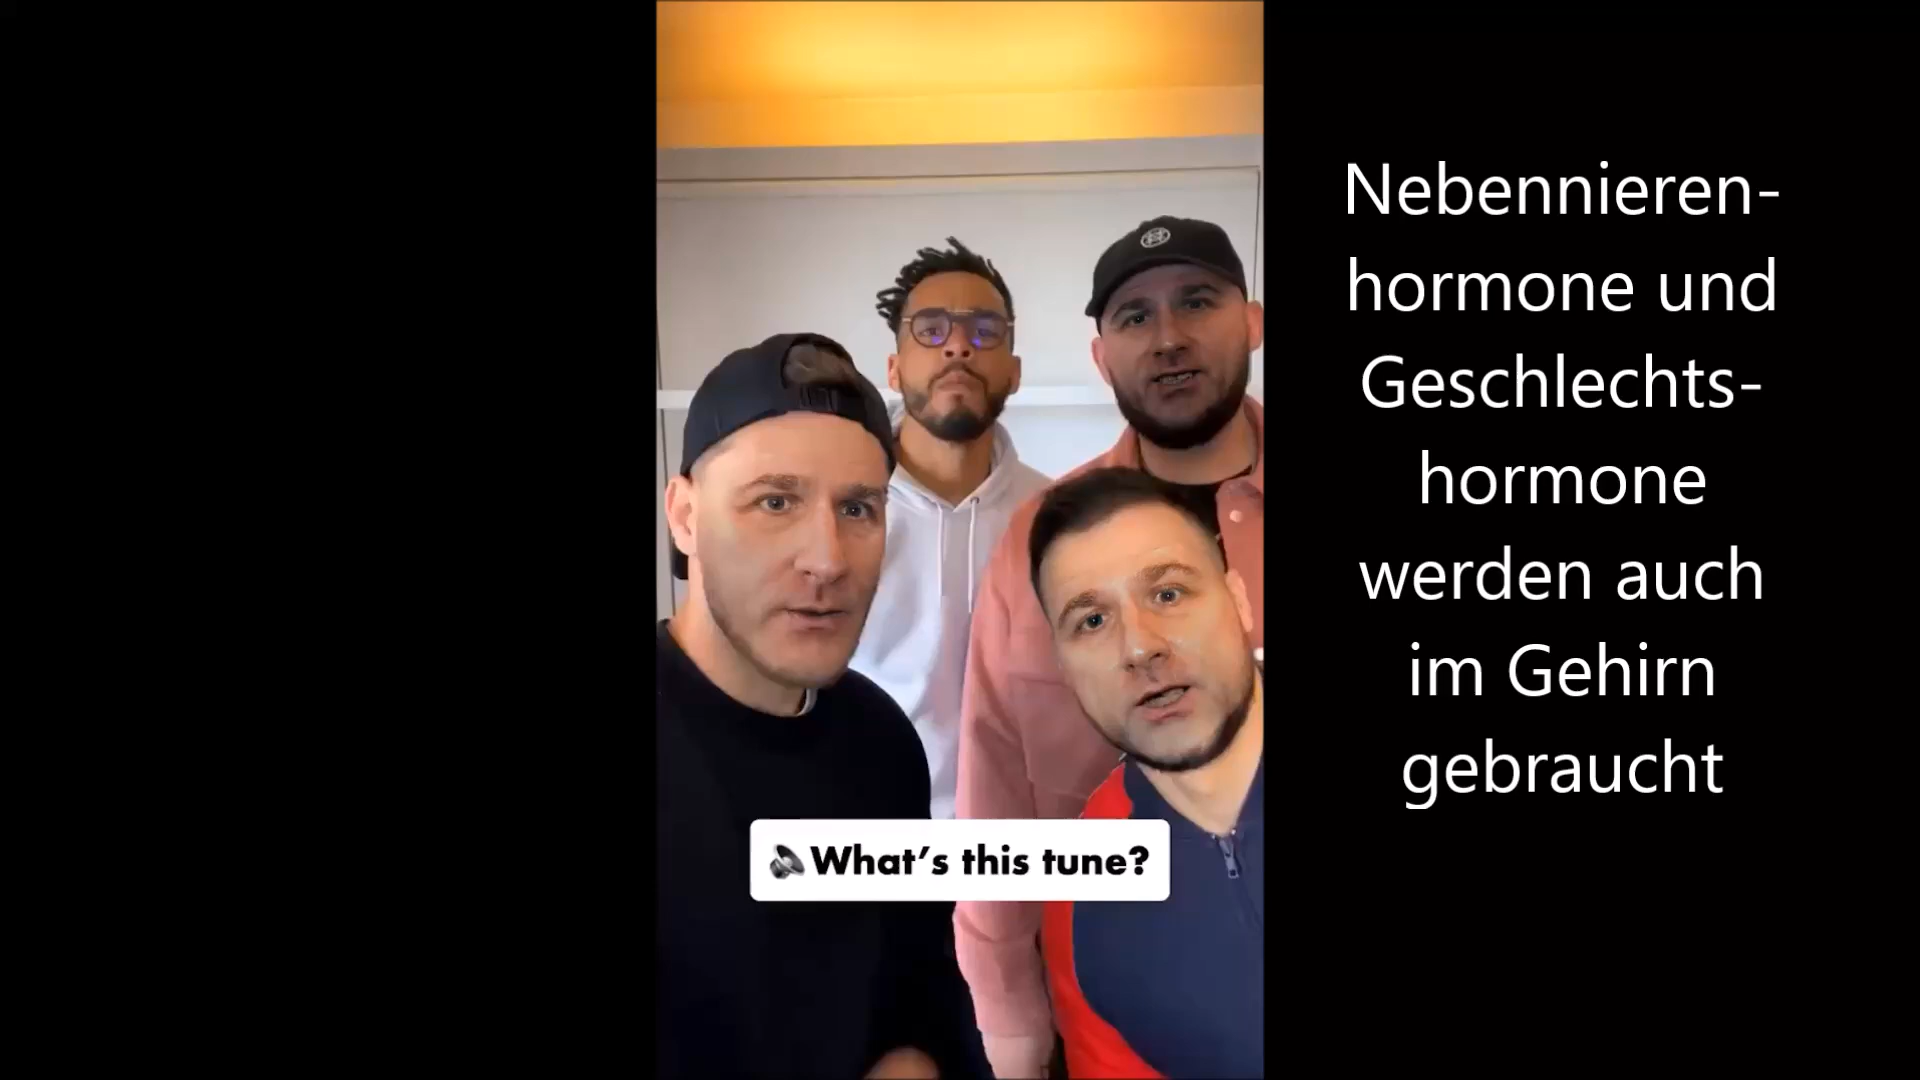 🔊What's this tune?
Nebennieren-
hormone und
Geschlechts-
hormone
werden auch
im Gehirn
gebraucht